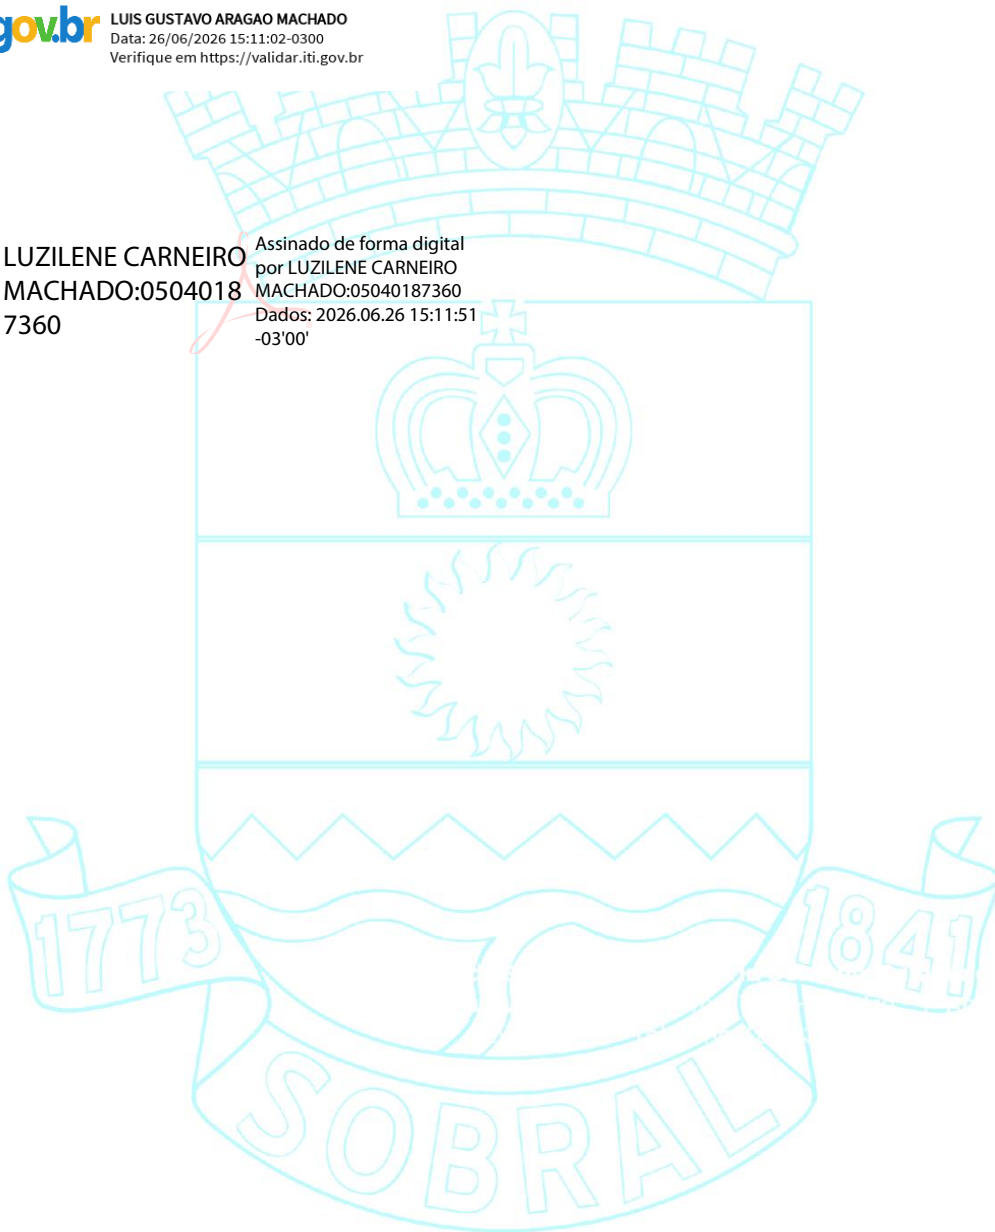 gov.br
LUIS GUSTAVO ARAGAO MACHADO
Data: 26/06/2026 15:11:02-0300
Verifique em https://validar.iti.gov.br
LUZILENE CARNEIRO
MACHADO:0504018
7360
Assinado de forma digital
por LUZILENE CARNEIRO
MACHADO:05040187360
Dados: 2026.06.26 15:11:51
-03'00'
1773
1841
SOBRAL